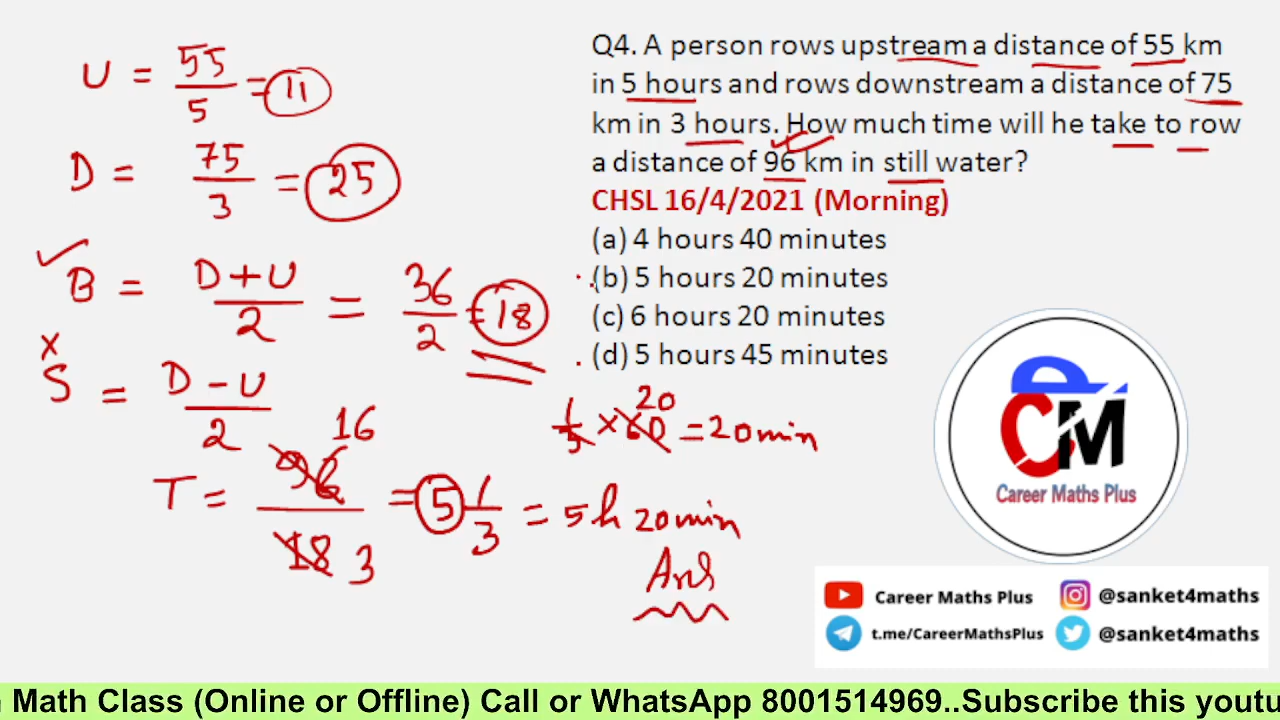 Q4. A person rows upstream a distance of 55 km
in 5 hours and rows downstream a distance of 75
km in 3 hours. How much time will he take to row
a distance of 96 km in still water?
CHSL 16/4/2021 (Morning)
(a) 4 hours 40 minutes
(b) 5 hours 20 minutes
(c) 6 hours 20 minutes
(d) 5 hours 45 minutes
U = 55/5 = 11
D = 75/3 = 25
B = D+U/2 = 36/2 = 18
S = D-U/2
1/3 × 60 20 = 20min
T = 96 16 / 18 3 = 5 1/3 = 5h 20min
Ans
CM
Career Maths Plus
Career Maths Plus
@sanket4maths
t.me/CareerMathsPlus
@sanket4maths
Math Class (Online or Offline) Call or WhatsApp 8001514969..Subscribe this youtu